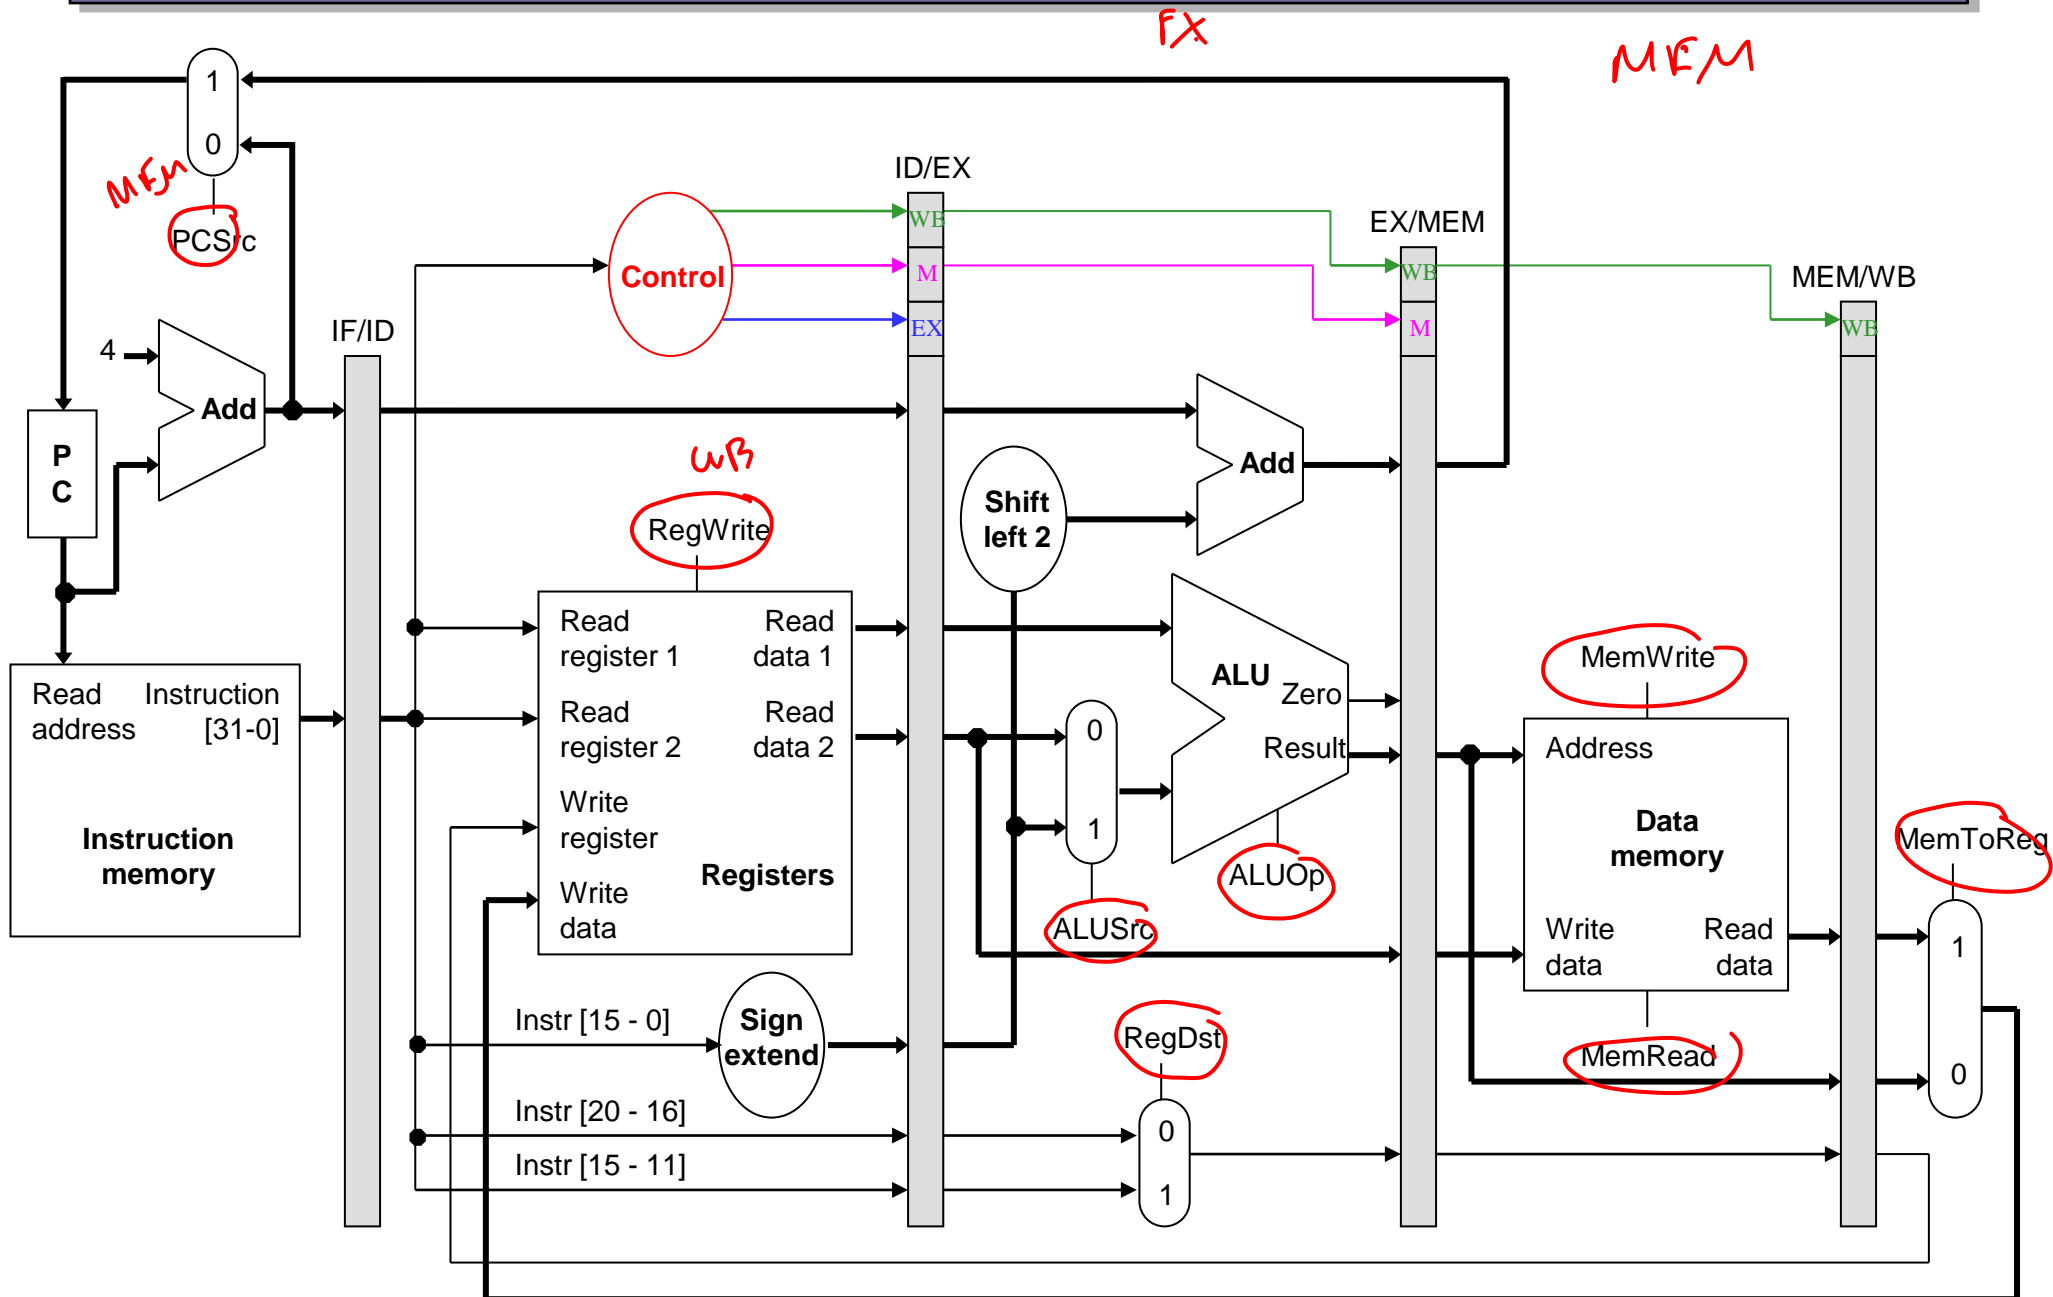 EX
MEM
1
0
MEM
PCSrc
ID/EX
WB
M
EX
Control
EX/MEM
WB
M
MEM/WB
WB
IF/ID
4
Add
P
C
WB
RegWrite
Shift
left 2
Add
Read
register 1
Read
data 1
Read
register 2
Read
data 2
Write
register
Write
data
Registers
Read
address
Instruction
[31-0]
Instruction
memory
0
1
ALUSrc
ALU
Zero
Result
ALUOp
MemWrite
Address
Data
memory
Write
data
Read
data
MemRead
MemToReg
1
0
Instr [15 - 0]
Sign
extend
RegDst
Instr [20 - 16]
Instr [15 - 11]
0
1